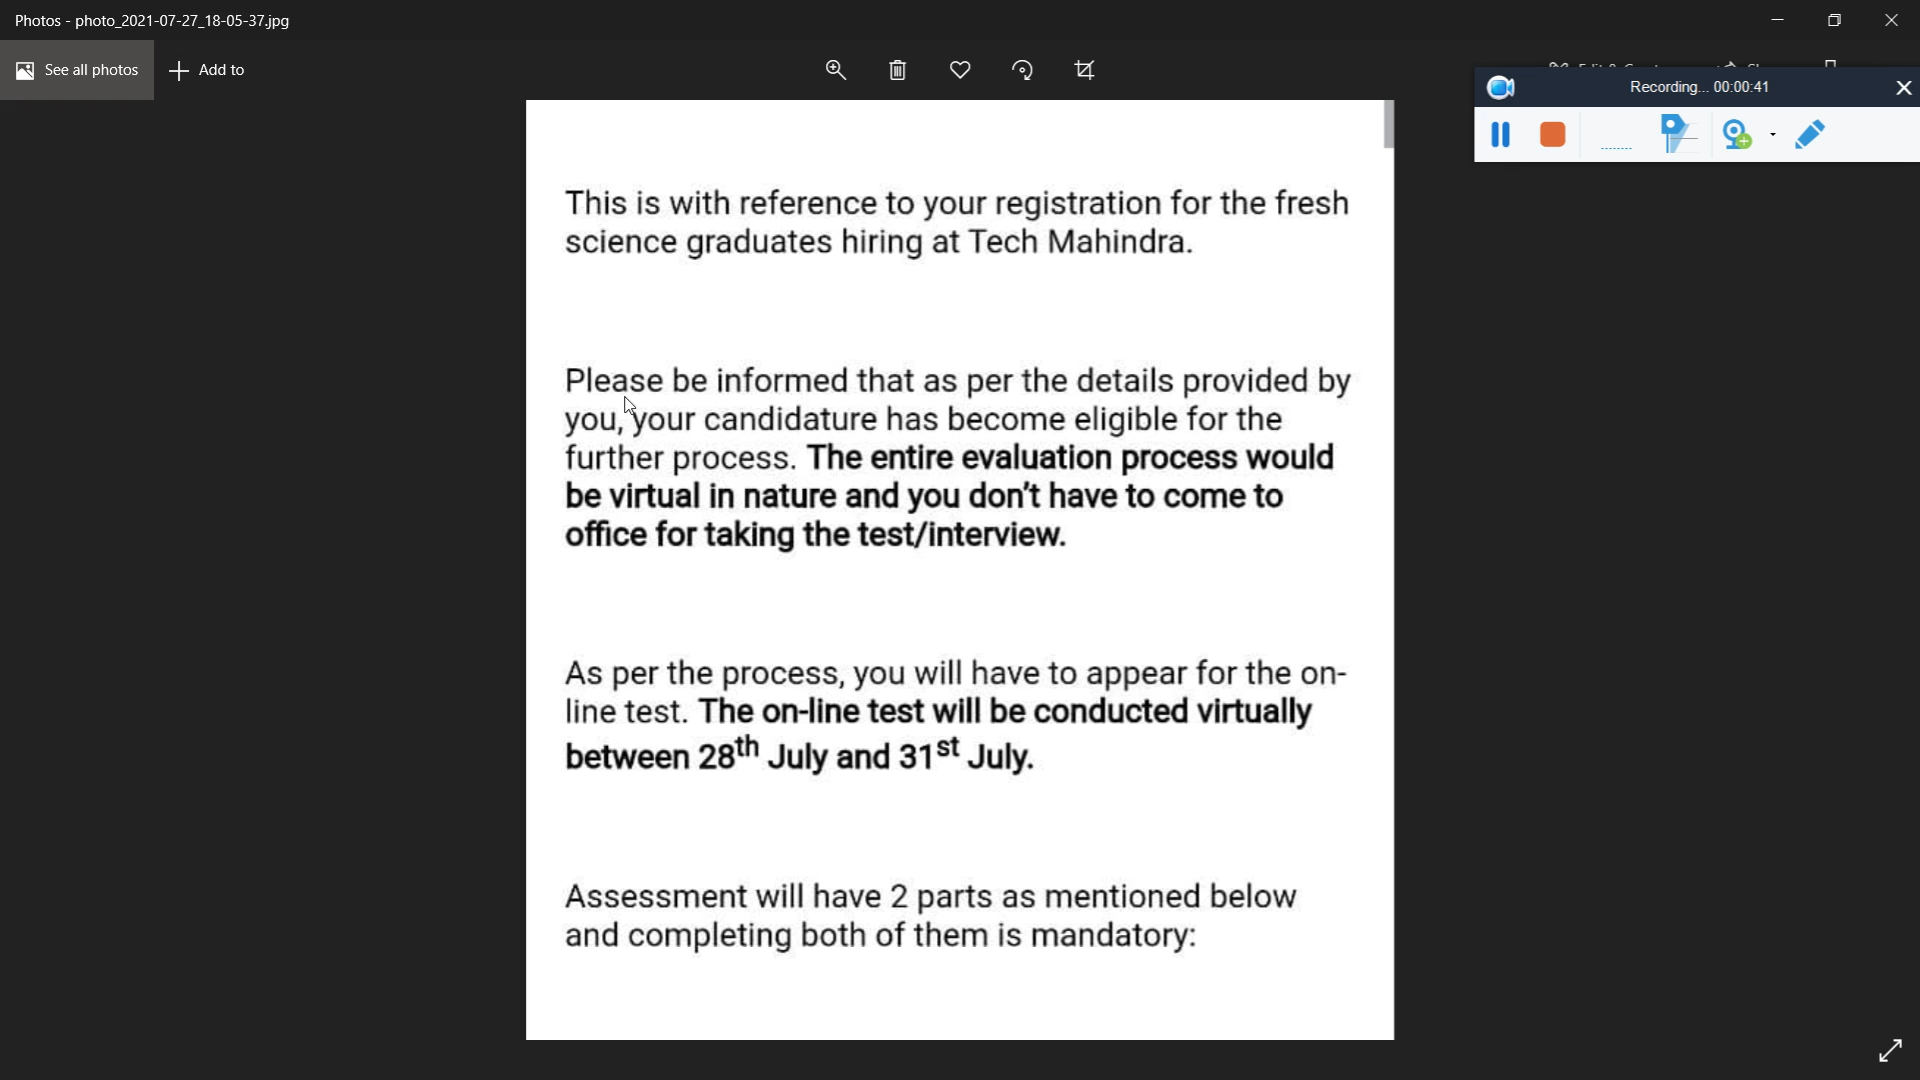 Photos - photo_2021-07-27_18-05-37.jpg
See all photos
Add to
Recording... 00:00:41
This is with reference to your registration for the fresh
science graduates hiring at Tech Mahindra.
Please be informed that as per the details provided by
you, your candidature has become eligible for the
further process. The entire evaluation process would
be virtual in nature and you don't have to come to
office for taking the test/interview.
As per the process, you will have to appear for the on-
line test. The on-line test will be conducted virtually
between 28th July and 31st July.
Assessment will have 2 parts as mentioned below
and completing both of them is mandatory: